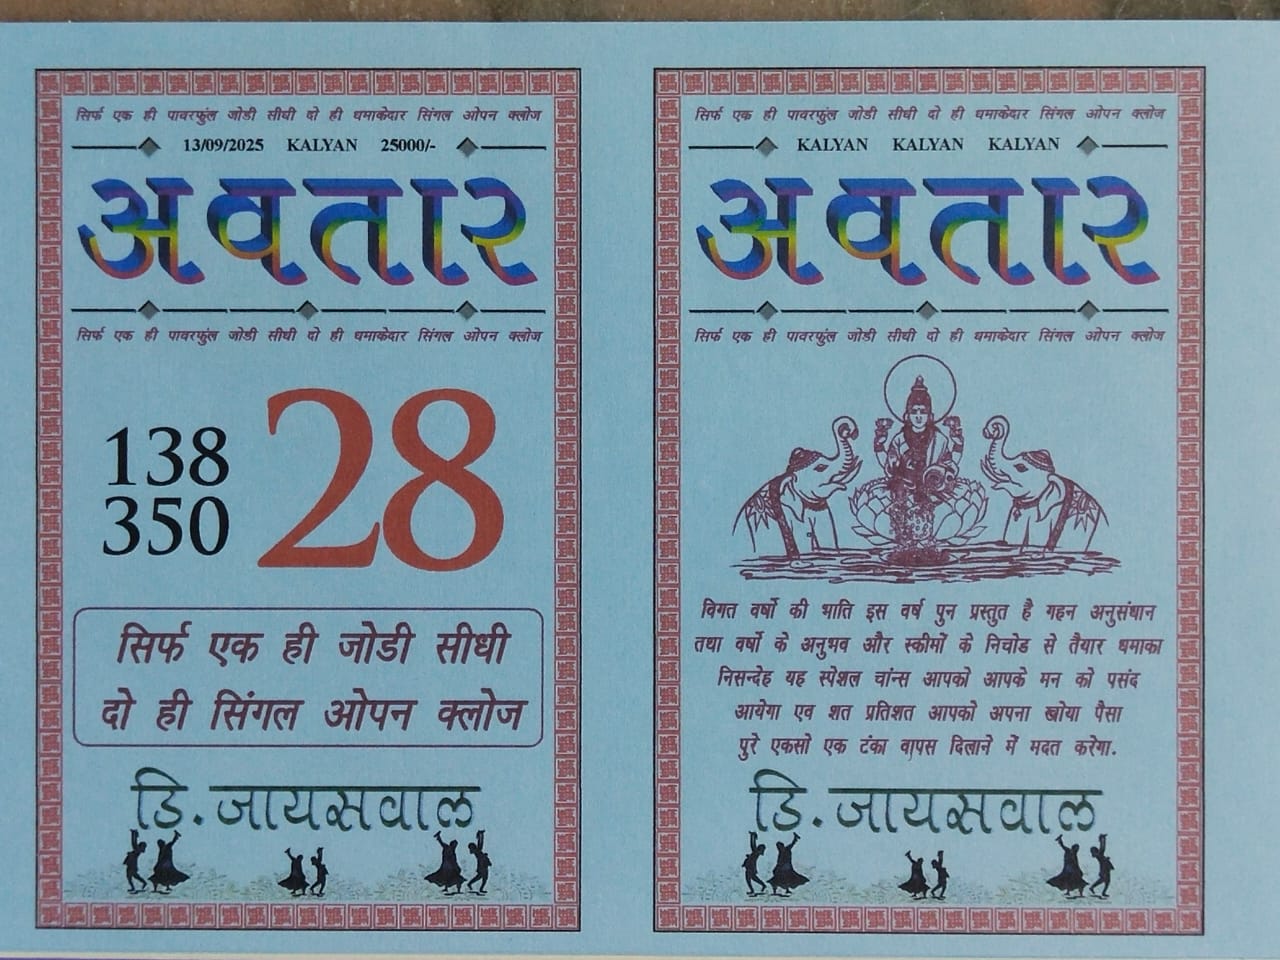 सिर्फ एक ही पावरफुंल जोडी सीधी दो ही धमाकेदार सिंगल ओपन क्लोज
13/09/2025 KALYAN 25000/-
अवतार
सिर्फ एक ही पावरफुंल जोडी सीधी दो ही धमाकेदार सिंगल ओपन क्लोज
138
350
28
सिर्फ एक ही जोडी सीधी
दो ही सिंगल ओपन क्लोज
डि. जायसवाल
सिर्फ एक ही पावरफुंल जोडी सीधी दो ही धमाकेदार सिंगल ओपन क्लोज
KALYAN KALYAN KALYAN
अवतार
सिर्फ एक ही पावरफुंल जोडी सीधी दो ही धमाकेदार सिंगल ओपन क्लोज
विगत वर्षो की भाति इस वर्ष पुन प्रस्तुत है गहन अनुसंधान
तथा वर्षो के अनुभव और स्कीमों के निचोड से तैयार धमाका
निसन्देह यह स्पेशल चांन्स आपको आपके मन को पसंद
आयेगा एव शत प्रतिशत आपको अपना खोया पैसा
पुरे एकसो एक टंका वापस दिलाने में मदत करेगा.
डि. जायसवाल